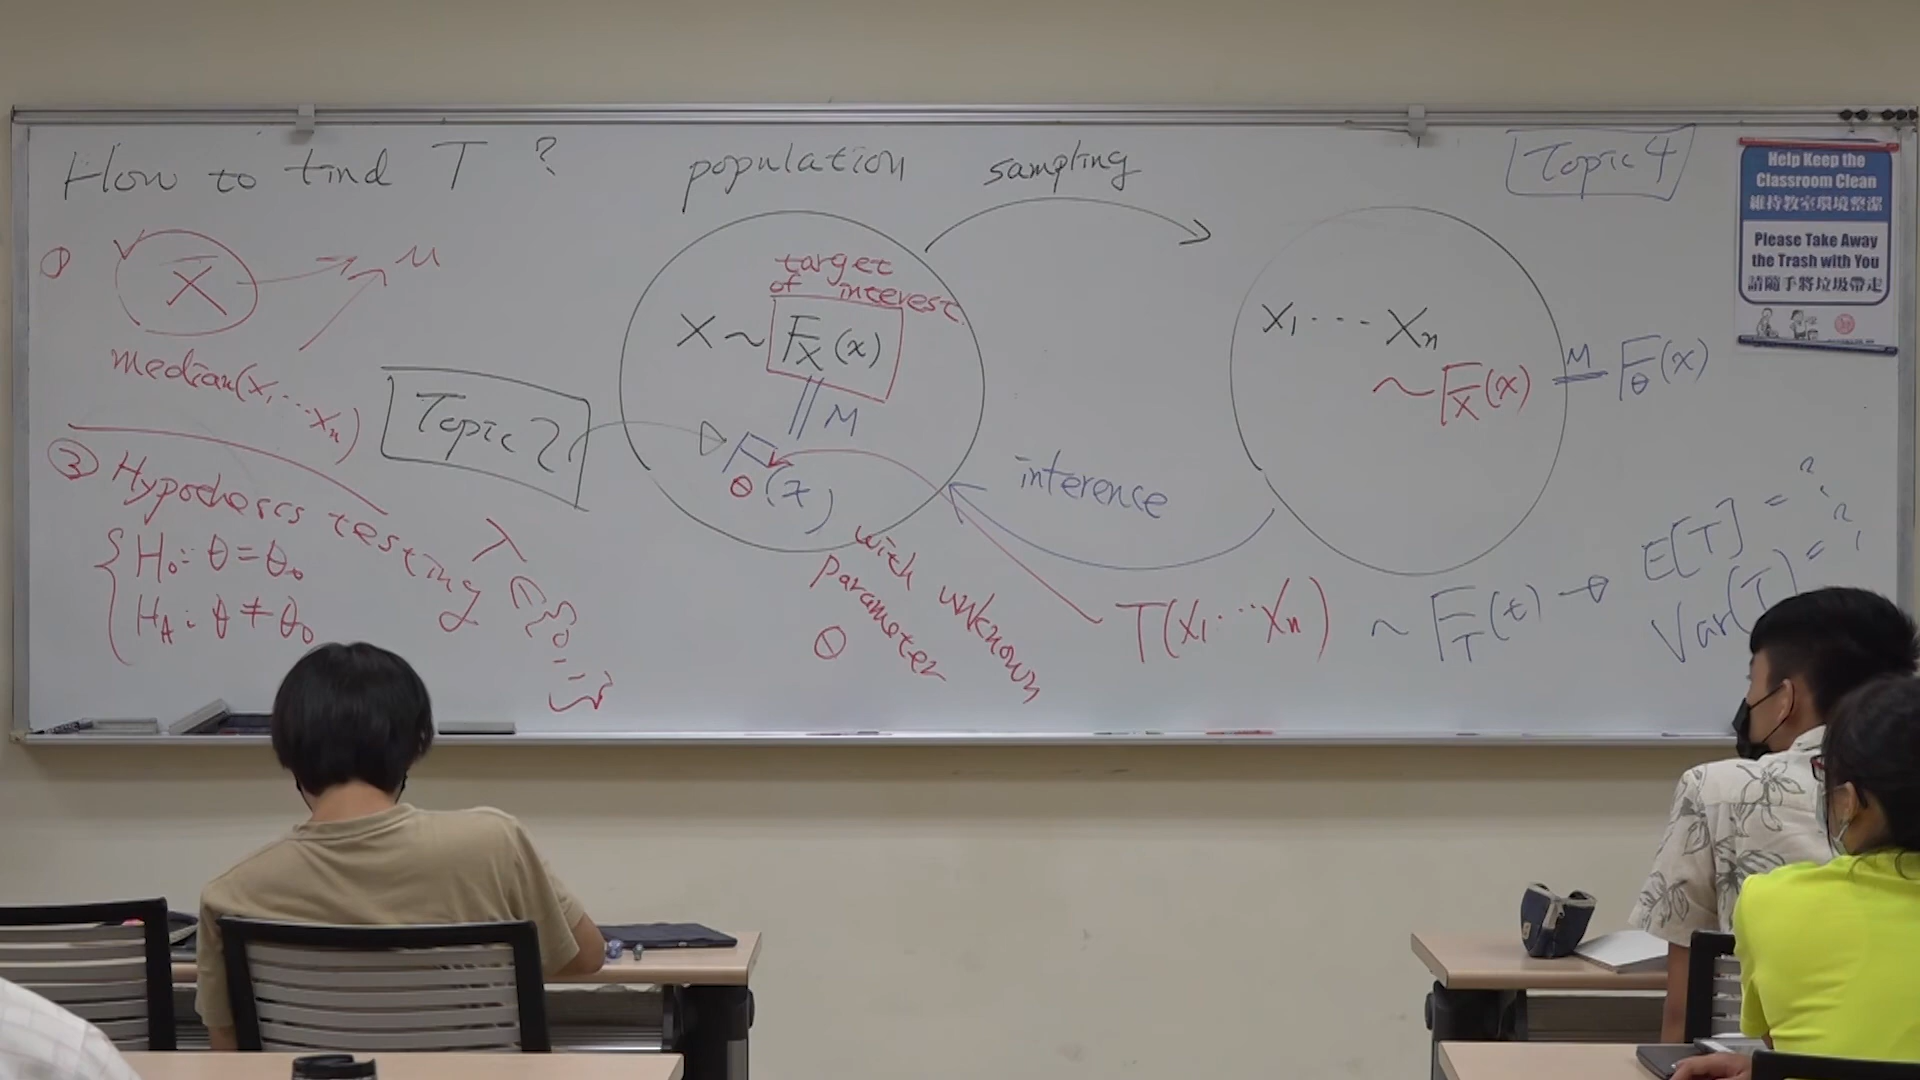 How to find T ?
① X̅ → μ
median(X₁ ⋯ Xₙ)
③ Hypothesis testing
H₀: θ = θ₀
H_A: θ ≠ θ₀
T ∈ {0, 1}
Topic 2
population
target
of interest
X ~ F_X(x)
|| M
F_θ(x)
with unknown
parameter
θ
sampling
inference
T(X₁ ⋯ Xₙ) ~ F_T(t) →
E[T] = ?
Var(T) = ?
X₁ ⋯ Xₙ
~ F_X(x) =M= F_θ(x)
Topic 4
Help Keep the
Classroom Clean
維持教室環境整潔
Please Take Away
the Trash with You
請隨手將垃圾帶走